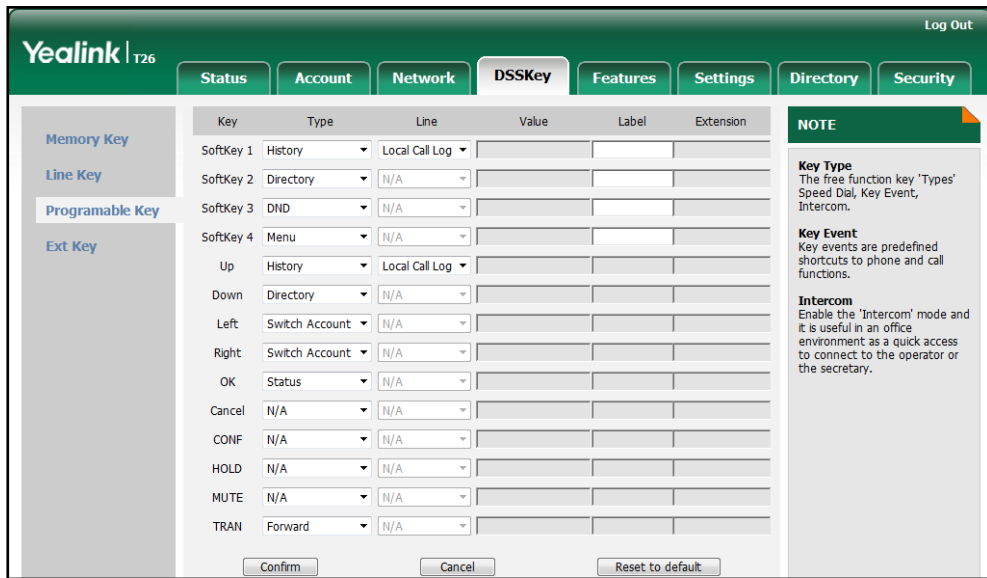 Log Out
Yealink | T26
Status Account Network DSSKey Features Settings Directory Security
Memory Key
Line Key
Programable Key
Ext Key
Key Type Line Value Label Extension
SoftKey 1 History Local Call Log
SoftKey 2 Directory N/A
SoftKey 3 DND N/A
SoftKey 4 Menu N/A
Up History Local Call Log
Down Directory N/A
Left Switch Account N/A
Right Switch Account N/A
OK Status N/A
Cancel N/A N/A
CONF N/A N/A
HOLD N/A N/A
MUTE N/A N/A
TRAN Forward N/A
Confirm Cancel Reset to default
NOTE
Key Type
The free function key 'Types'
Speed Dial, Key Event,
Intercom.
Key Event
Key events are predefined
shortcuts to phone and call
functions.
Intercom
Enable the 'Intercom' mode and
it is useful in an office
environment as a quick access
to connect to the operator or
the secretary.